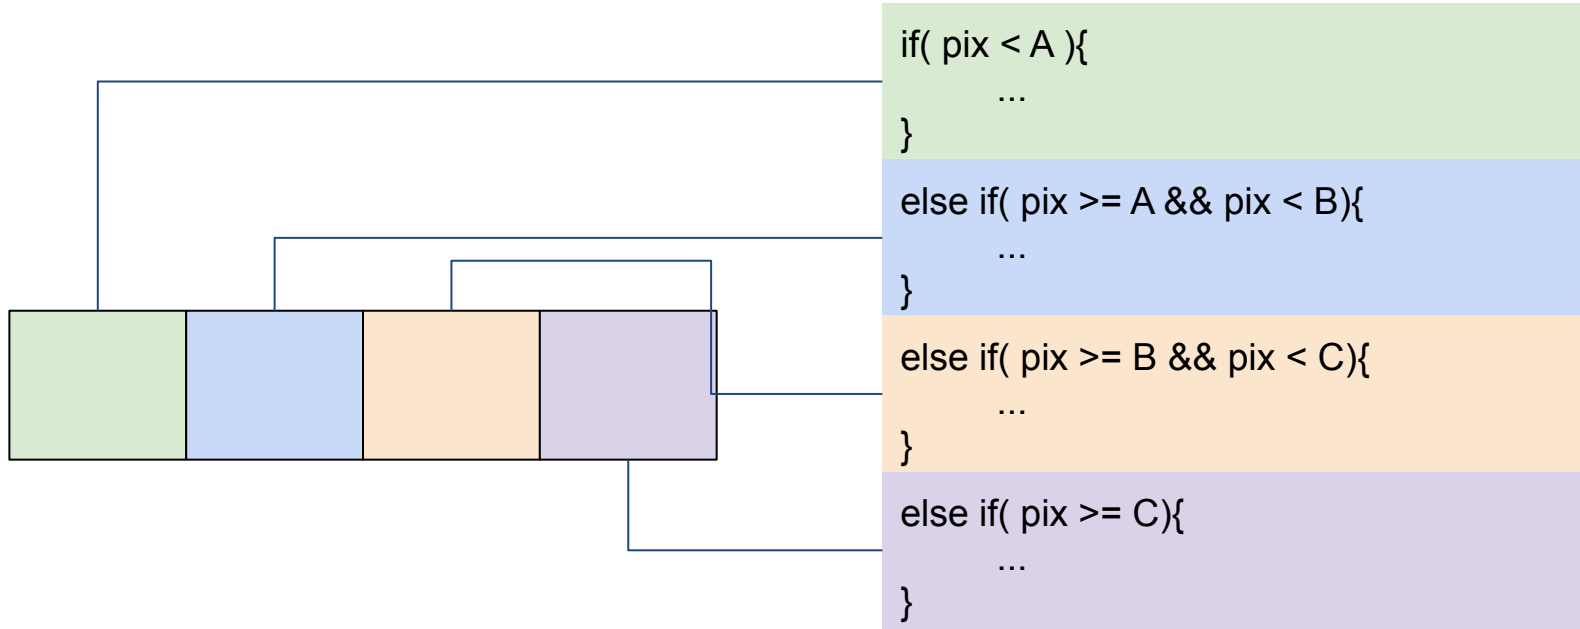 if( pix < A ){
...
}
else if( pix >= A && pix < B){
...
}
else if( pix >= B && pix < C){
...
}
else if( pix >= C){
...
}